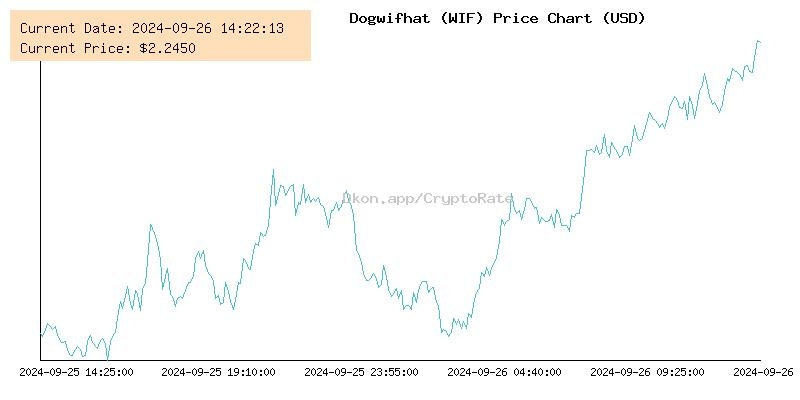 Dogwifhat (WIF) Price Chart (USD)
Current Date: 2024-09-26 14:22:13
Current Price: $2.2450
Dkon.app/CryptoRate
2024-09-25 14:25:00 2024-09-25 19:10:00 2024-09-25 23:55:00 2024-09-26 04:40:00 2024-09-26 09:25:00 2024-09-26